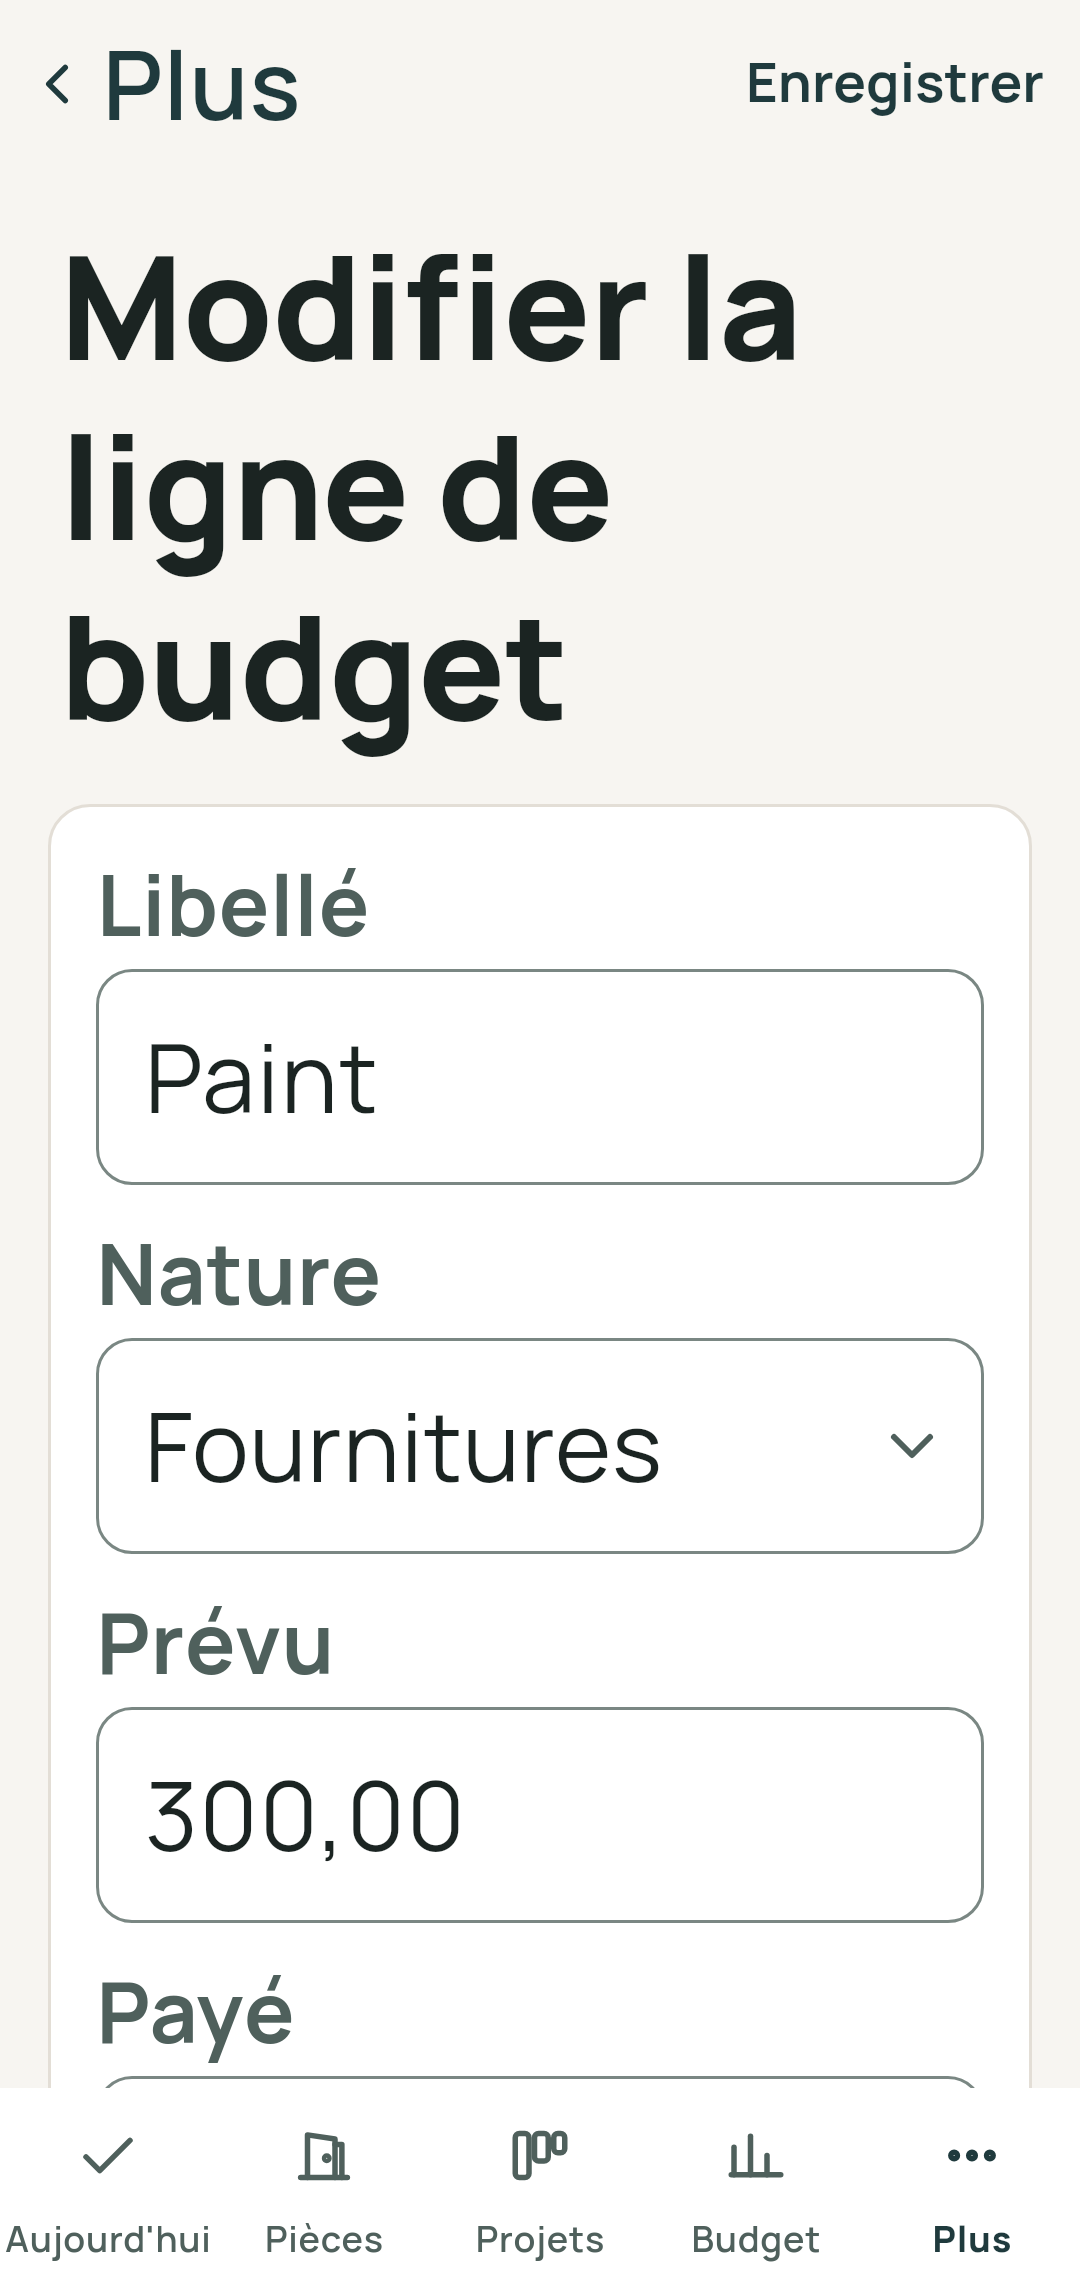 Plus
Enregistrer
Modifier la
ligne de
budget
Libellé
Paint
Nature
Fournitures
Prévu
300,00
Payé
Aujourd'hui
Pièces
Projets
Budget
Plus